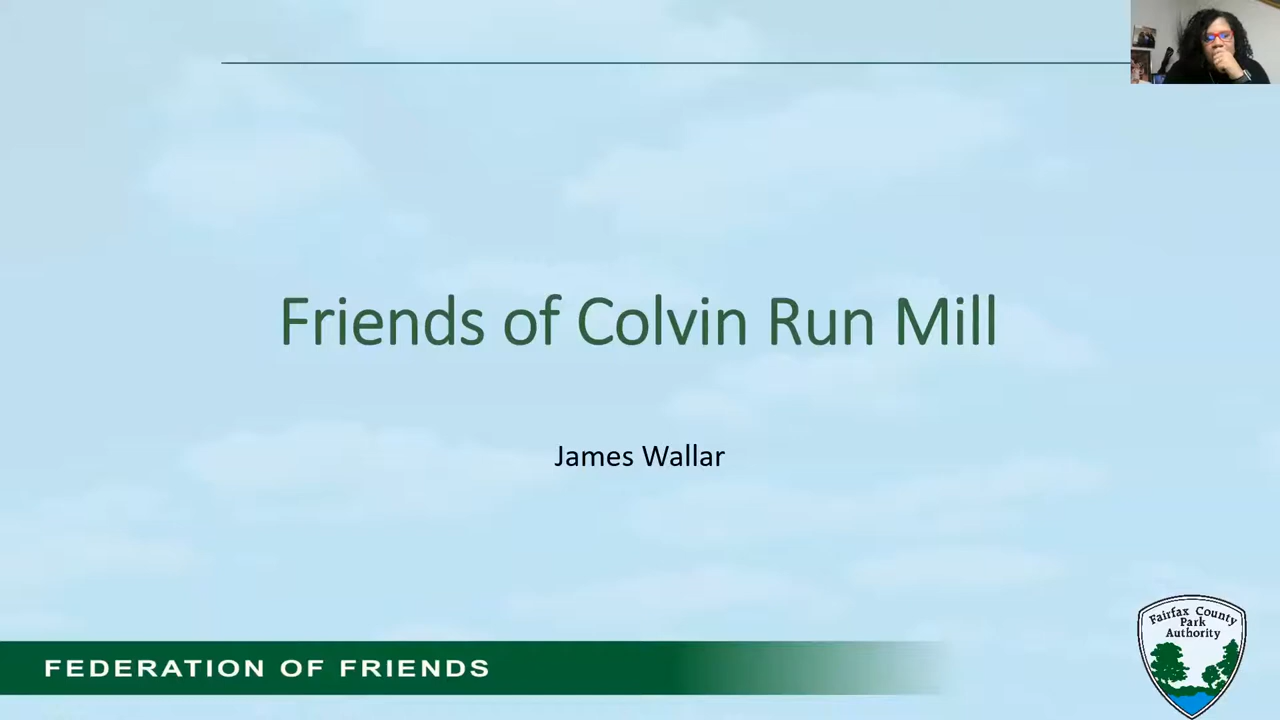 Friends of Colvin Run Mill
James Wallar
FEDERATION OF FRIENDS
Fairfax County
Park
Authority